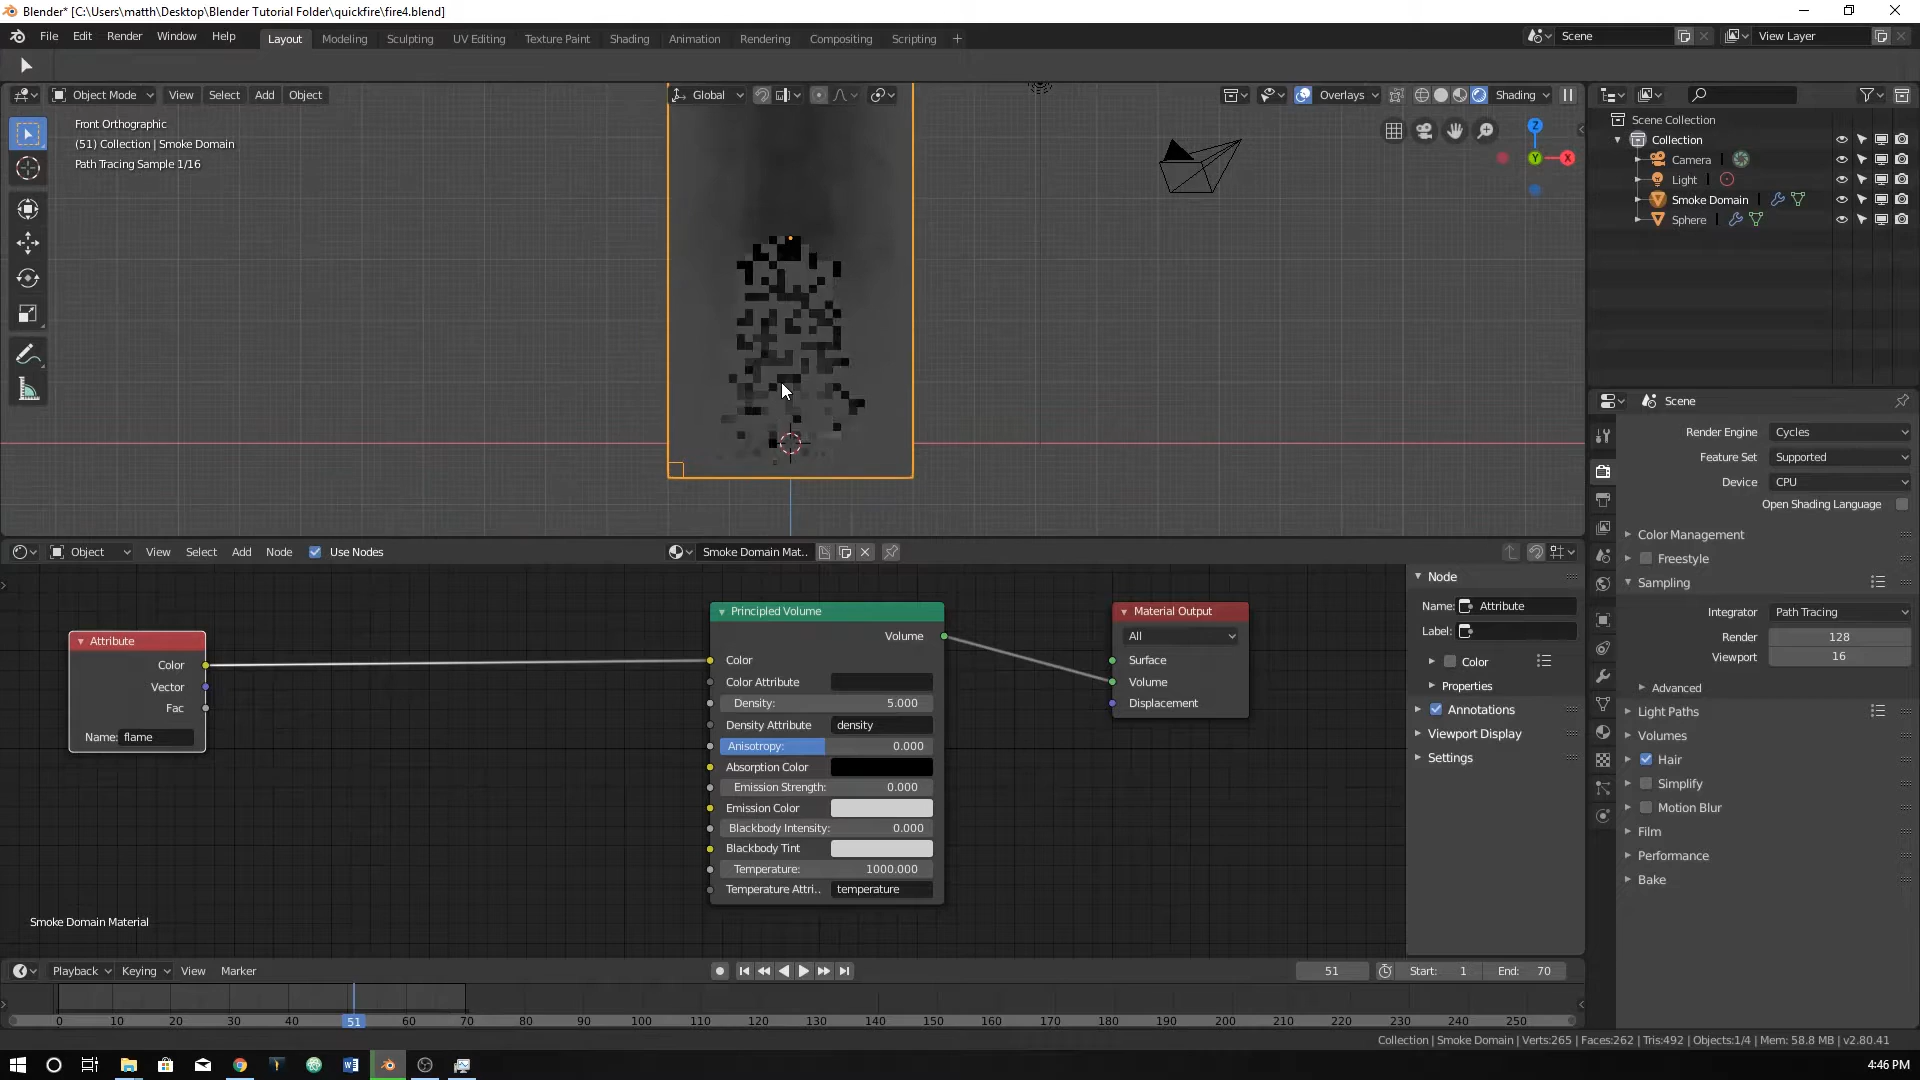 Blender* [C:\Users\matth\Desktop\Blender Tutorial Folder\quickfire\fire4.blend]
File Edit Render Window Help Layout Modeling Sculpting UV Editing Texture Paint Shading Animation Rendering Compositing Scripting + Scene View Layer
Object Mode View Select Add Object Global Overlays Shading
Front Orthographic
(51) Collection | Smoke Domain
Path Tracing Sample 1/16
Z
Y
X
Scene Collection
Collection
Camera
Light
Smoke Domain
Sphere
Scene
Render Engine Cycles
Feature Set Supported
Device CPU
Open Shading Language
Color Management
Freestyle
Sampling
Integrator Path Tracing
Render 128
Viewport 16
Advanced
Light Paths
Volumes
Hair
Simplify
Motion Blur
Film
Performance
Bake
Object View Select Add Node Use Nodes Smoke Domain Mat..
Attribute
Color
Vector
Fac
Name: flame
Principled Volume
Volume
Color
Color Attribute
Density: 5.000
Density Attribute density
Anisotropy: 0.000
Absorption Color
Emission Strength: 0.000
Emission Color
Blackbody Intensity: 0.000
Blackbody Tint
Temperature: 1000.000
Temperature Attri.. temperature
Material Output
All
Surface
Volume
Displacement
Node
Name: Attribute
Label:
Color
Properties
Annotations
Viewport Display
Settings
Smoke Domain Material
Playback Keying View Marker 51 Start: 1 End: 70
0 10 20 30 40 51 60 70 80 90 100 110 120 130 140 150 160 170 180 190 200 210 220 230 240 250
Collection | Smoke Domain | Verts:265 | Faces:262 | Tris:492 | Objects:1/4 | Mem: 58.8 MB | v2.80.41
4:46 PM